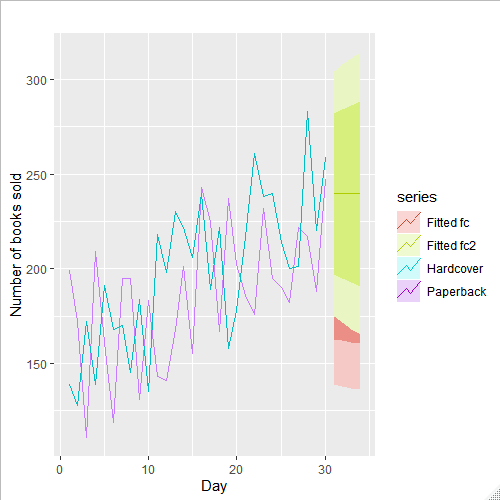 Number of books sold
300
250
200
150
0
10
20
30
Day
series
Fitted fc
Fitted fc2
Hardcover
Paperback